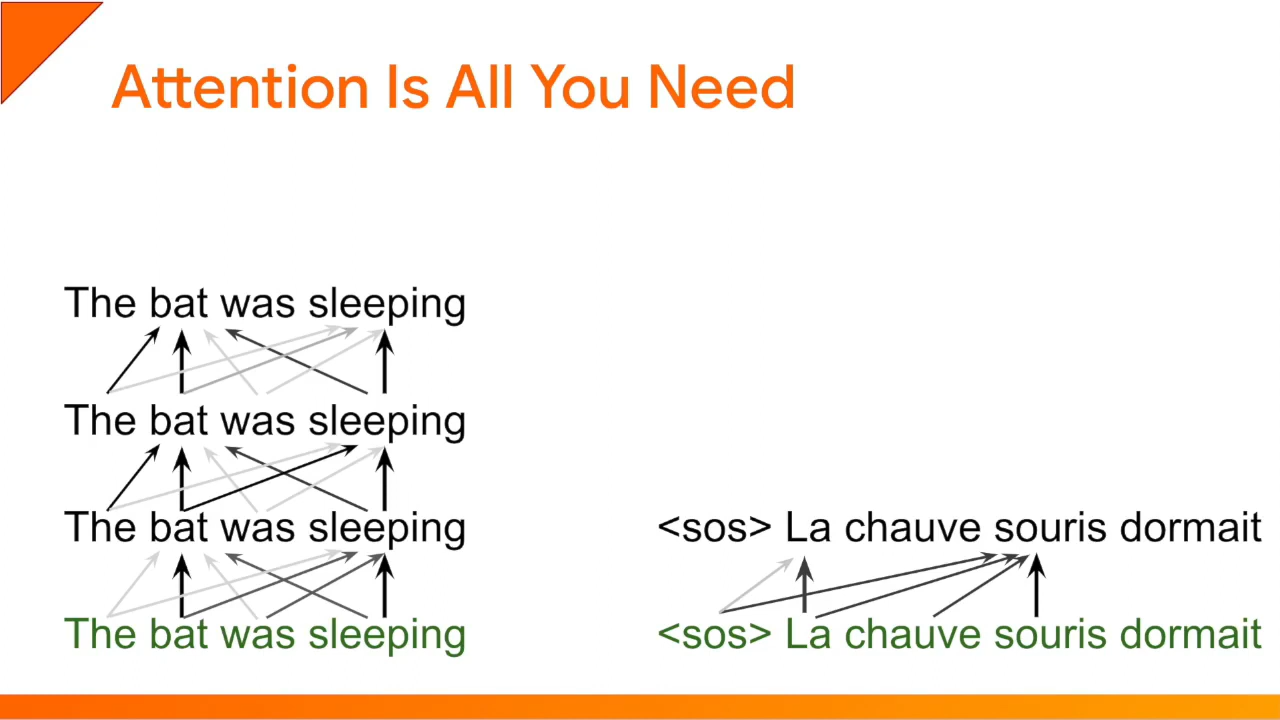 Attention Is All You Need
The bat was sleeping
The bat was sleeping
The bat was sleeping
The bat was sleeping
<sos> La chauve souris dormait
<sos> La chauve souris dormait